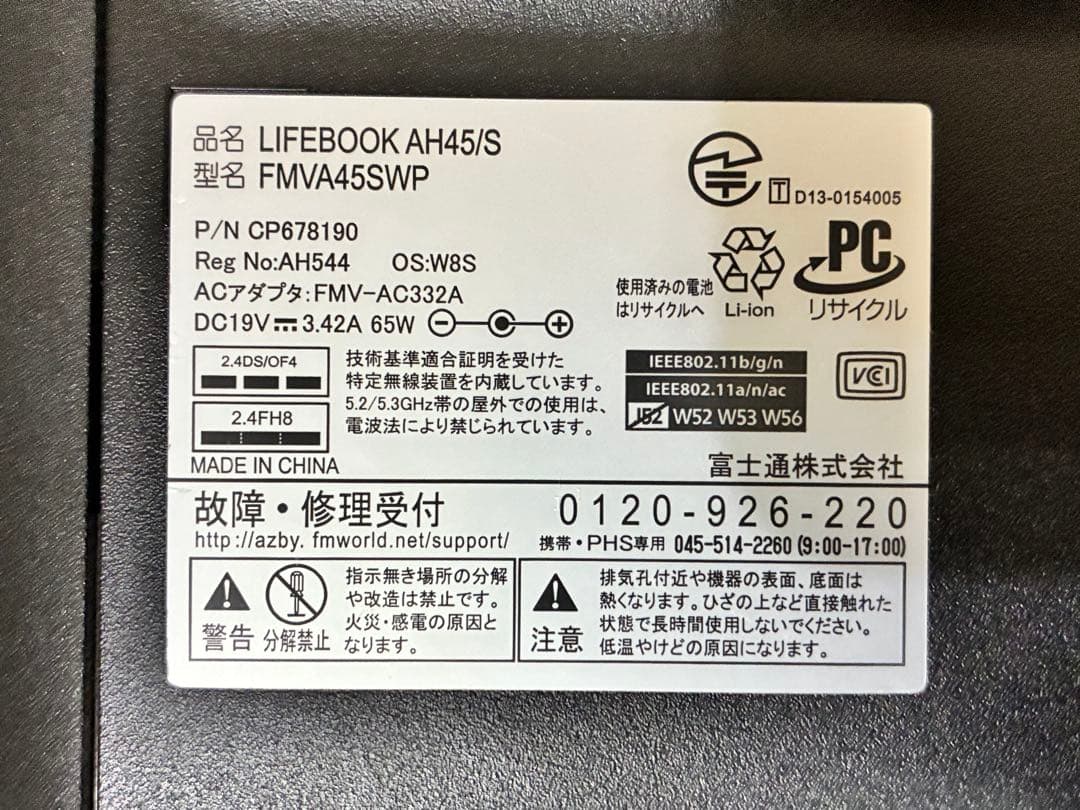 品名 LIFEBOOK AH45/S
型名 FMVA45SWP
T D13-0154005
P/N CP678190
Reg No:AH544 OS:W8S
ACアダプタ:FMV-AC332A
DC19V 3.42A 65W
使用済みの電池
はリサイクルへ
Li-ion
PC
リサイクル
2.4DS/OF4
2.4FH8
技術基準適合証明を受けた
特定無線装置を内蔵しています。
5.2/5.3GHz帯の屋外での使用は、
電波法により禁じられています。
IEEE802.11b/g/n
IEEE802.11a/n/ac
J52 W52 W53 W56
VCI
MADE IN CHINA
富士通株式会社
故障・修理受付 0120-926-220
http://azby.fmworld.net/support/ 携帯・PHS専用 045-514-2260 (9:00-17:00)
警告
分解禁止
指示無き場所の分解
や改造は禁止です。
火災・感電の原因と
なります。
注意
排気孔付近や機器の表面、底面は
熱くなります。ひざの上など直接触れた
状態で長時間使用しないでください。
低温やけどの原因になります。